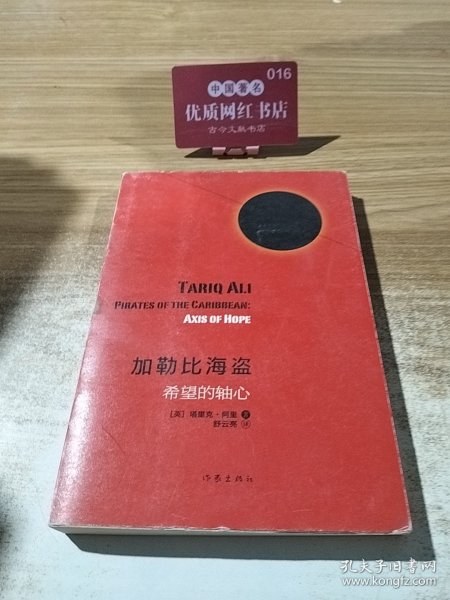 016
中国著名
优质网红书店
古今文献书店
TARIQ ALI
PIRATES OF THE CARIBBEAN:
AXIS OF HOPE
加勒比海盗
希望的轴心
[英] 塔里克·阿里 著
舒云亮 译
作家出版社
孔夫子旧书网
www.kongfz.com